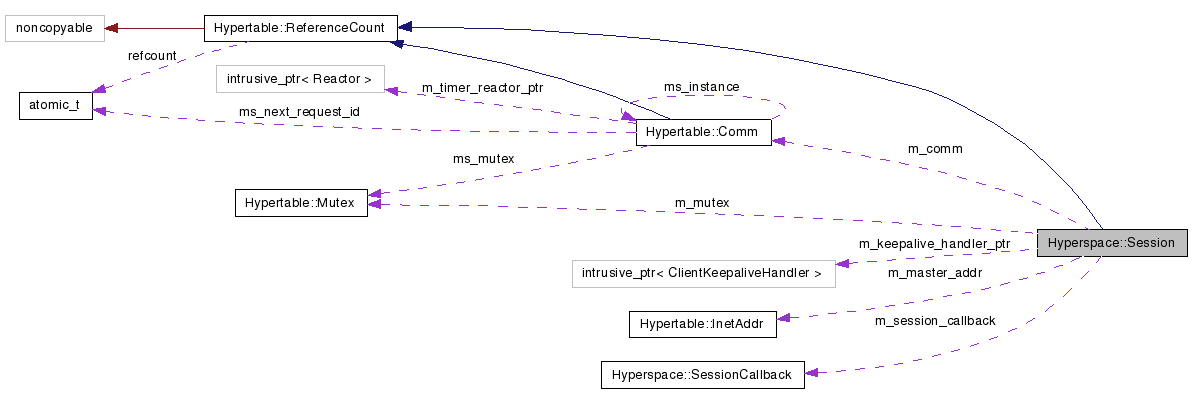 noncopyable
Hypertable::ReferenceCount
refcount
intrusive_ptr< Reactor >
m_timer_reactor_ptr
ms_instance
atomic_t
ms_next_request_id
Hypertable::Comm
m_comm
ms_mutex
Hypertable::Mutex
m_mutex
Hyperspace::Session
m_keepalive_handler_ptr
intrusive_ptr< ClientKeepaliveHandler >
m_master_addr
Hypertable::InetAddr
m_session_callback
Hyperspace::SessionCallback